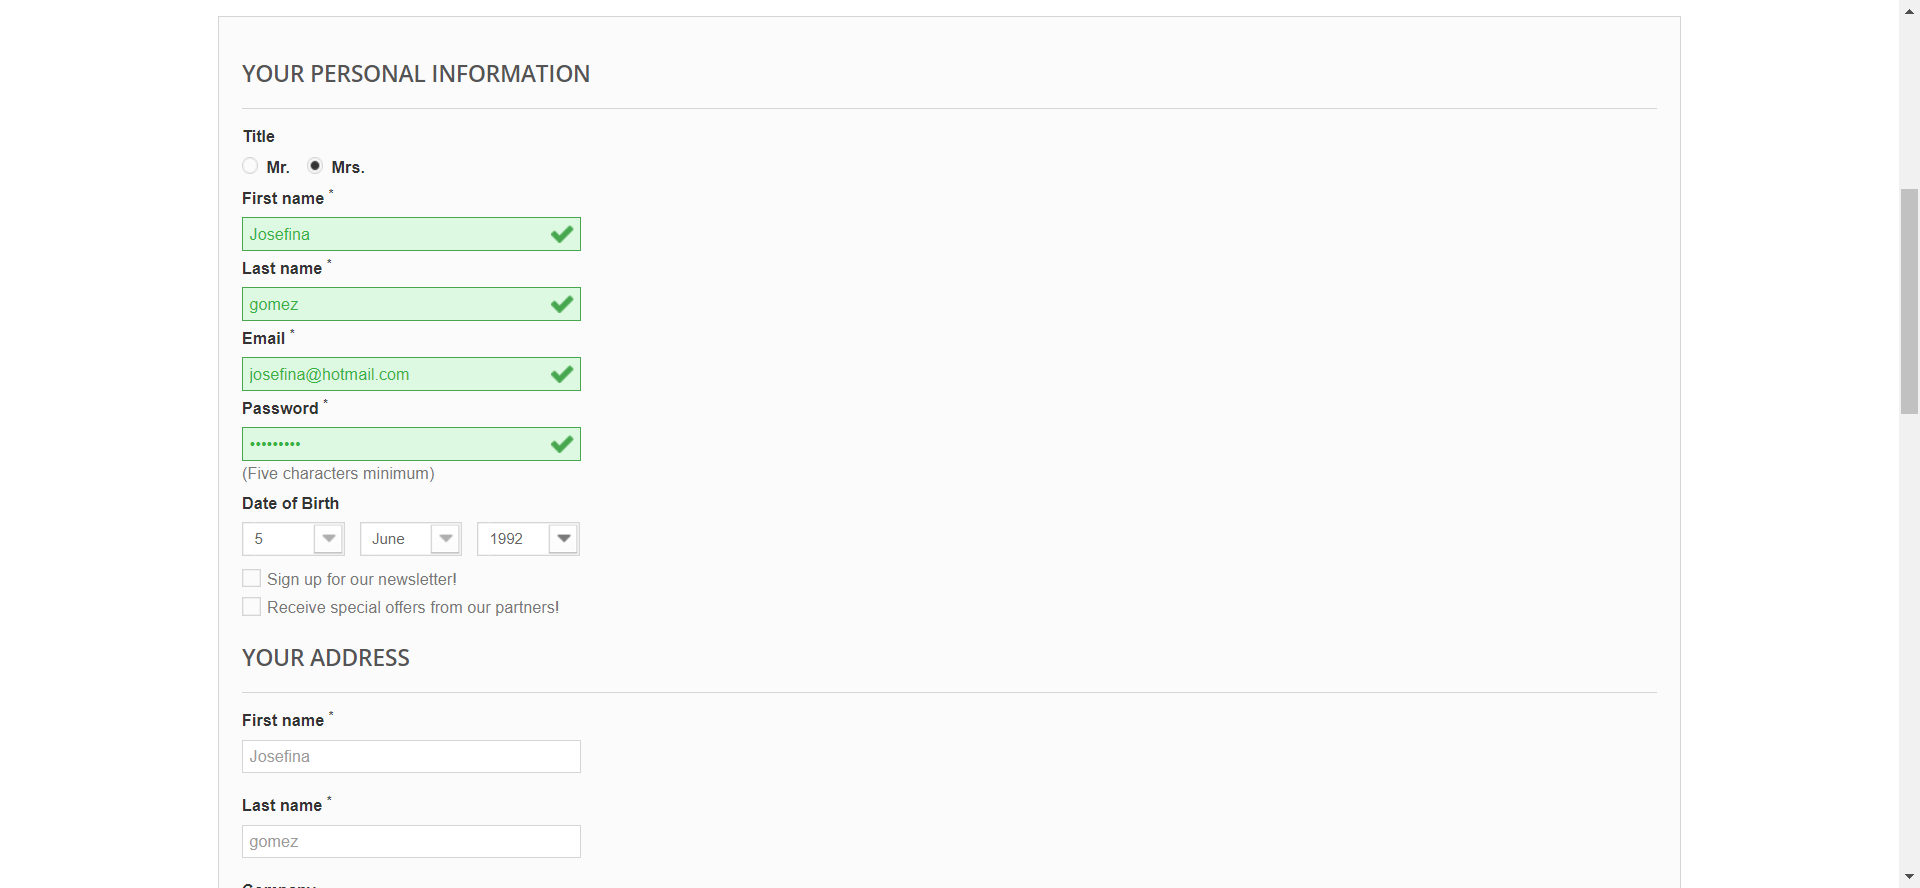 YOUR PERSONAL INFORMATION
Title
Mr. Mrs.
First name *
Josefina
Last name *
gomez
Email *
josefina@hotmail.com
Password *
•••••••••
(Five characters minimum)
Date of Birth
5 June 1992
Sign up for our newsletter!
Receive special offers from our partners!
YOUR ADDRESS
First name *
Josefina
Last name *
gomez